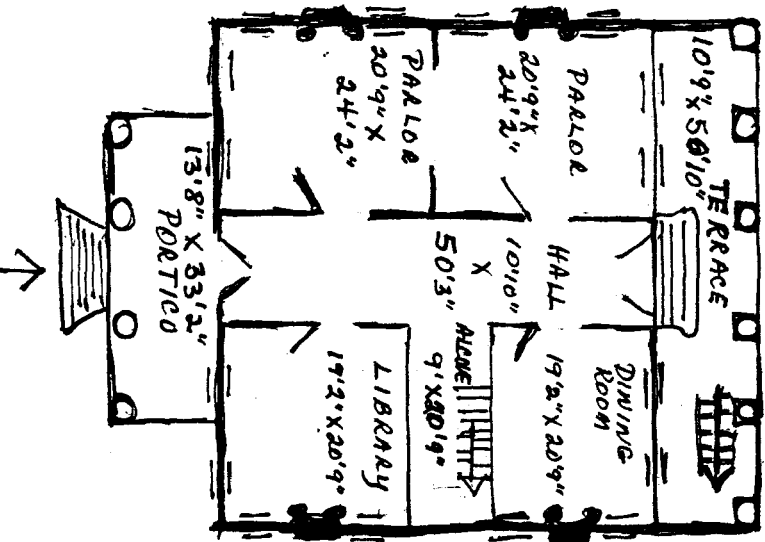 PARLOR
20'9" X
24'2"
PARLOR
20'9" X
24'2"
10'9" X 50'10"
TERRACE
13'8" X 33'2"
PORTICO
HALL
10'10"
X
50'3"
9' X 20'9"
LIBRARY
19'2" X 20'9"
DINING
ROOM
19'2" X 20'9"